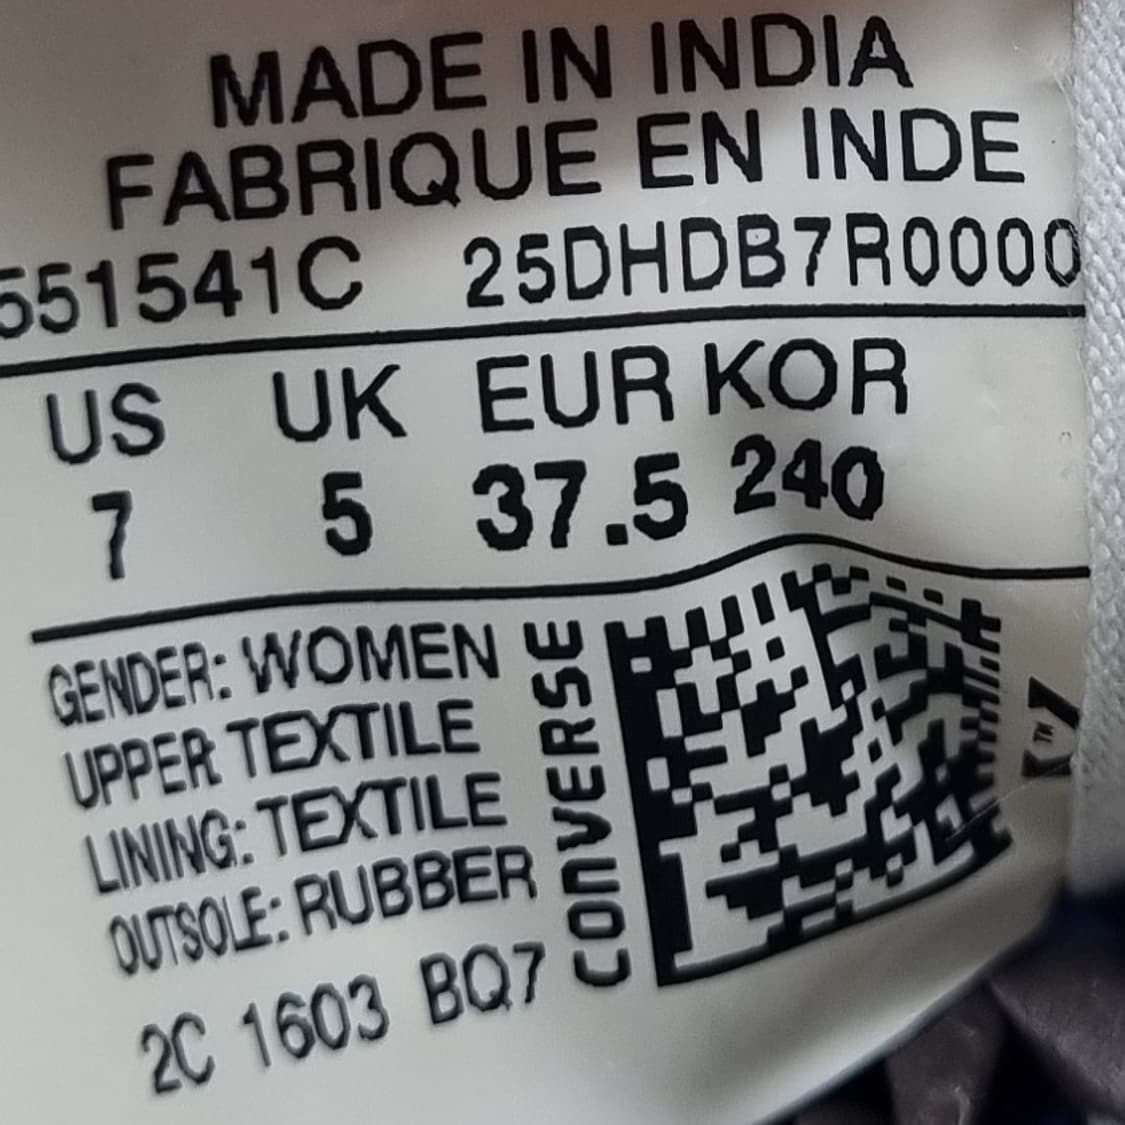 MADE IN INDIA
FABRIQUE EN INDE
551541C 25DHDB7R0000
US UK EUR KOR
7 5 37.5 240
GENDER: WOMEN
UPPER TEXTILE
LINING: TEXTILE
OUTSOLE: RUBBER
2C 1603 BQ7
CONVERSE
TM